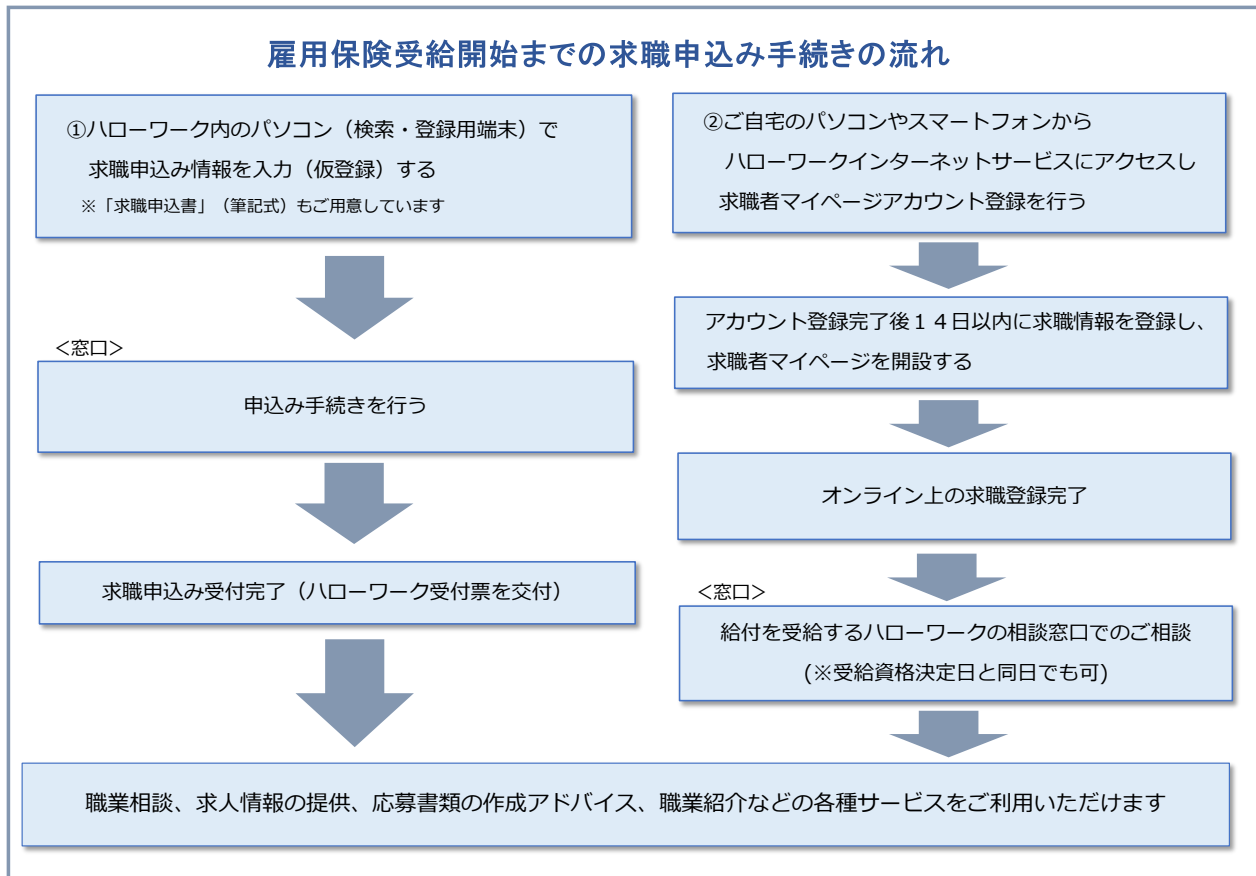 雇用保険受給開始までの求職申込み手続きの流れ
①ハローワーク内のパソコン（検索・登録用端末）で
求職申込み情報を入力（仮登録）する
※「求職申込書」（筆記式）もご用意しています
＜窓口＞
申込み手続きを行う
求職申込み受付完了（ハローワーク受付票を交付）
②ご自宅のパソコンやスマートフォンから
ハローワークインターネットサービスにアクセスし
求職者マイページアカウント登録を行う
アカウント登録完了後１４日以内に求職情報を登録し、
求職者マイページを開設する
オンライン上の求職登録完了
＜窓口＞
給付を受給するハローワークの相談窓口でのご相談
(※受給資格決定日と同日でも可)
職業相談、求人情報の提供、応募書類の作成アドバイス、職業紹介などの各種サービスをご利用いただけます